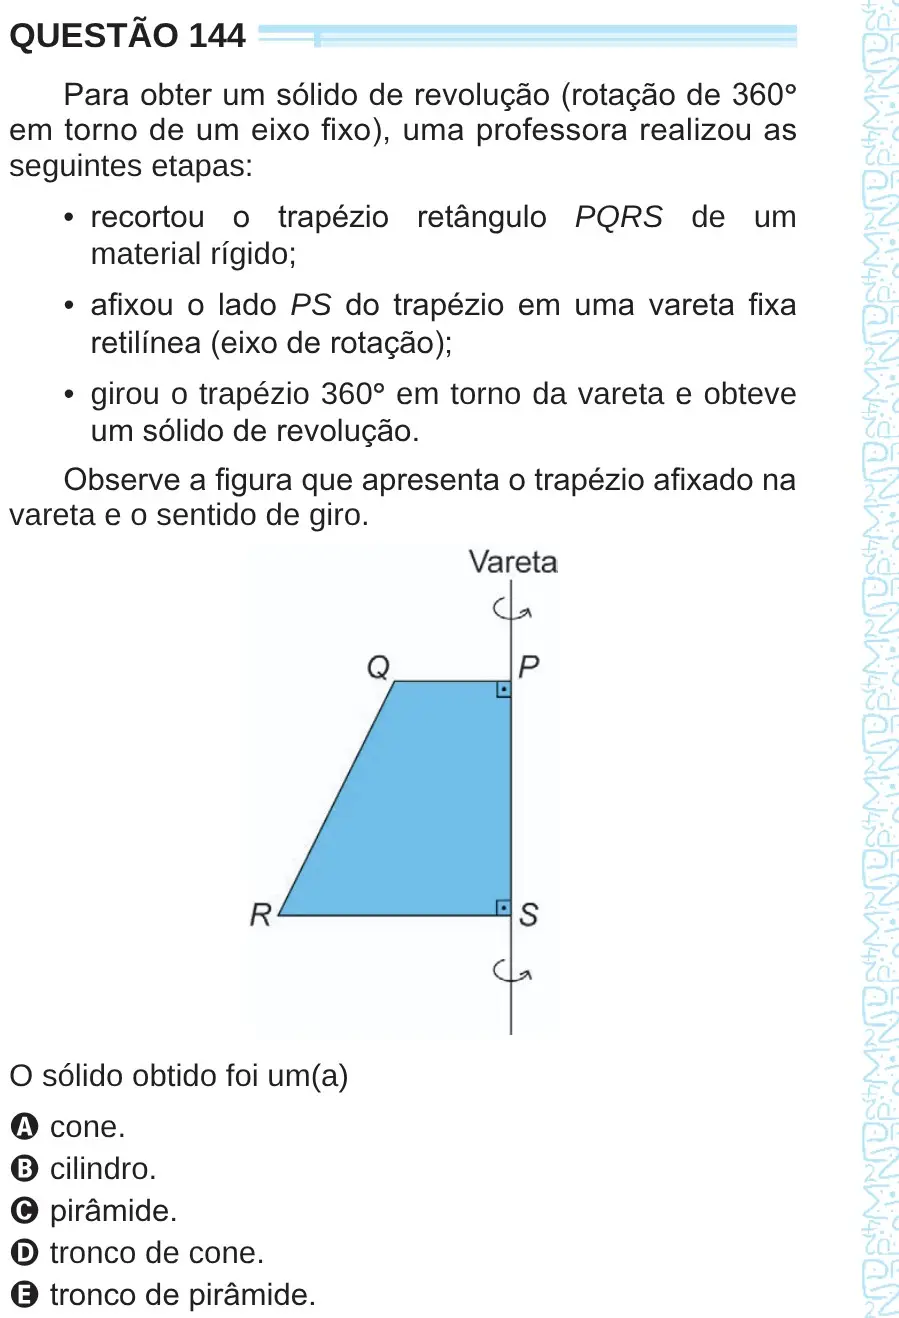 QUESTÃO 144
Para obter um sólido de revolução (rotação de 360°
em torno de um eixo fixo), uma professora realizou as
seguintes etapas:
• recortou o trapézio retângulo PQRS de um
material rígido;
• afixou o lado PS do trapézio em uma vareta fixa
retilínea (eixo de rotação);
• girou o trapézio 360° em torno da vareta e obteve
um sólido de revolução.
Observe a figura que apresenta o trapézio afixado na
vareta e o sentido de giro.
Vareta
Q P
R S
O sólido obtido foi um(a)
A cone.
B cilindro.
C pirâmide.
D tronco de cone.
E tronco de pirâmide.